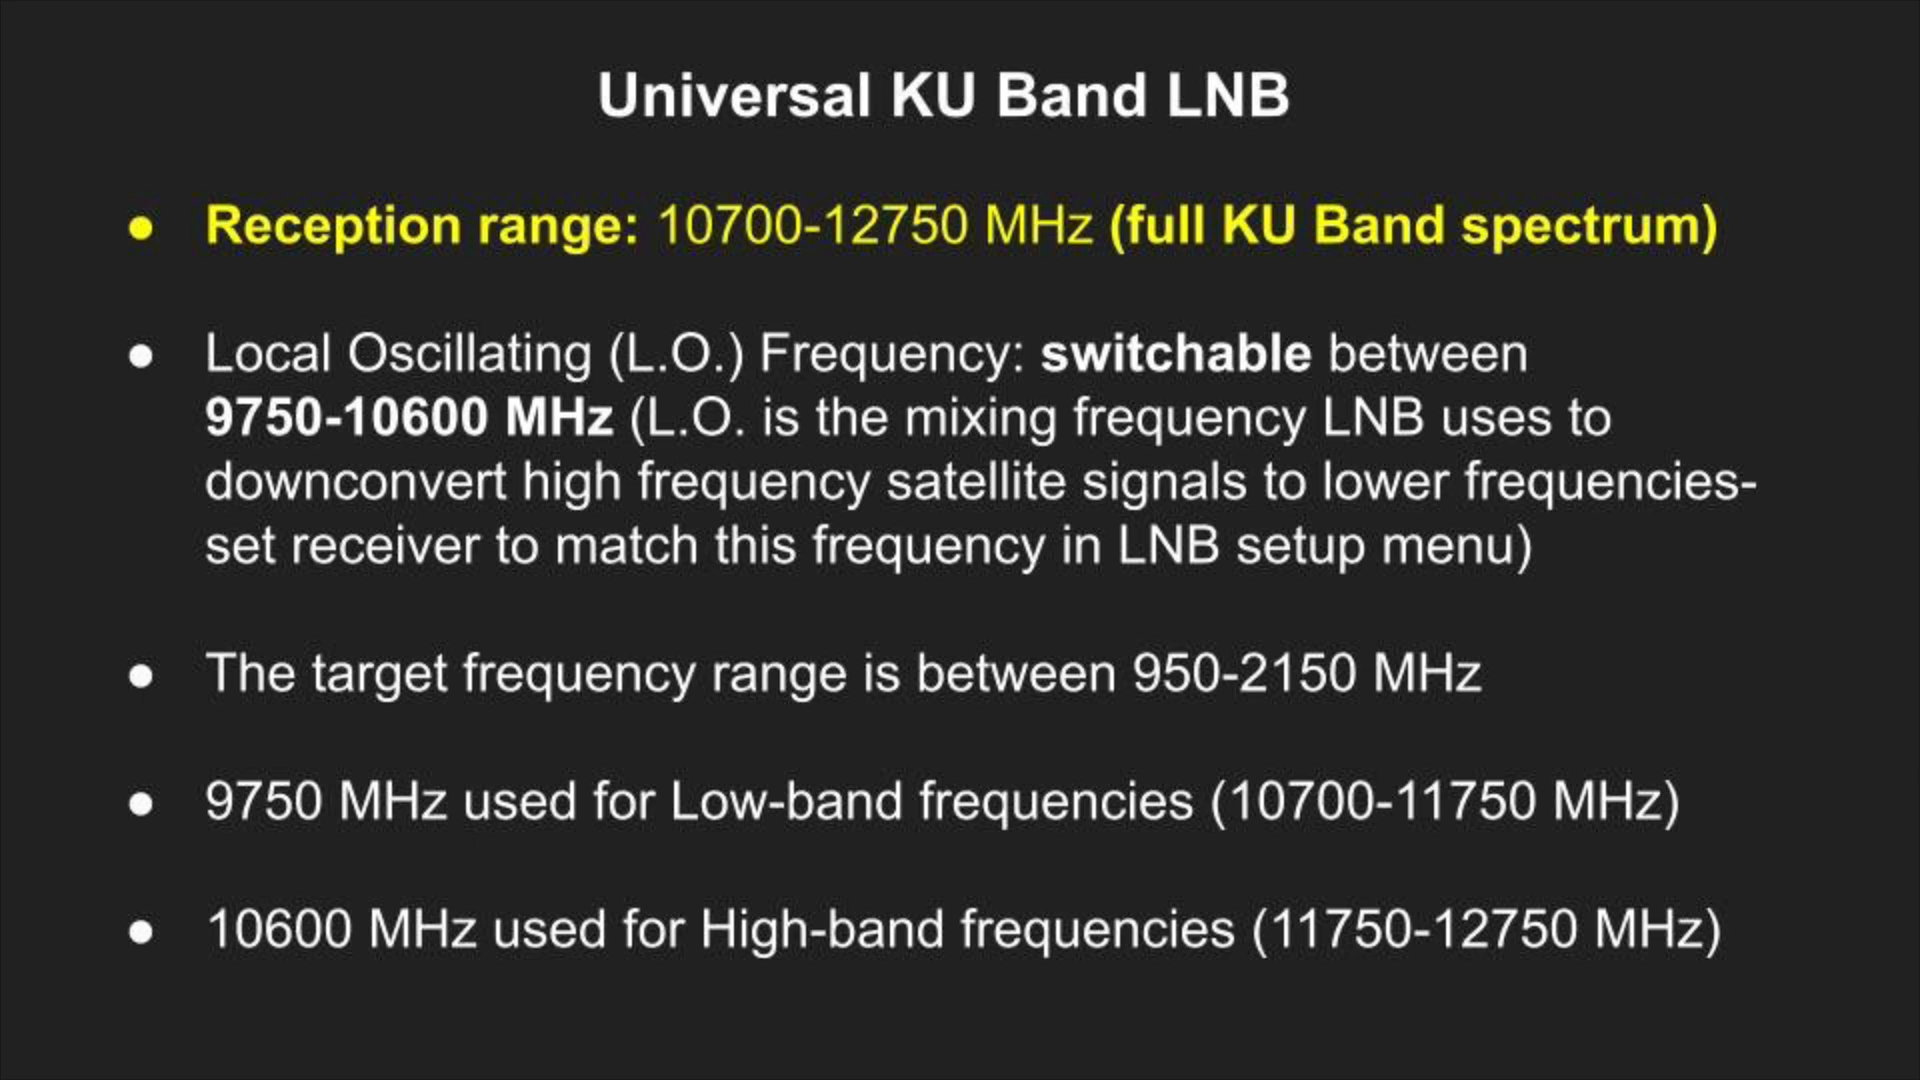 Universal KU Band LNB
● Reception range: 10700-12750 MHz (full KU Band spectrum)
● Local Oscillating (L.O.) Frequency: switchable between
9750-10600 MHz (L.O. is the mixing frequency LNB uses to
downconvert high frequency satellite signals to lower frequencies-
set receiver to match this frequency in LNB setup menu)
● The target frequency range is between 950-2150 MHz
● 9750 MHz used for Low-band frequencies (10700-11750 MHz)
● 10600 MHz used for High-band frequencies (11750-12750 MHz)